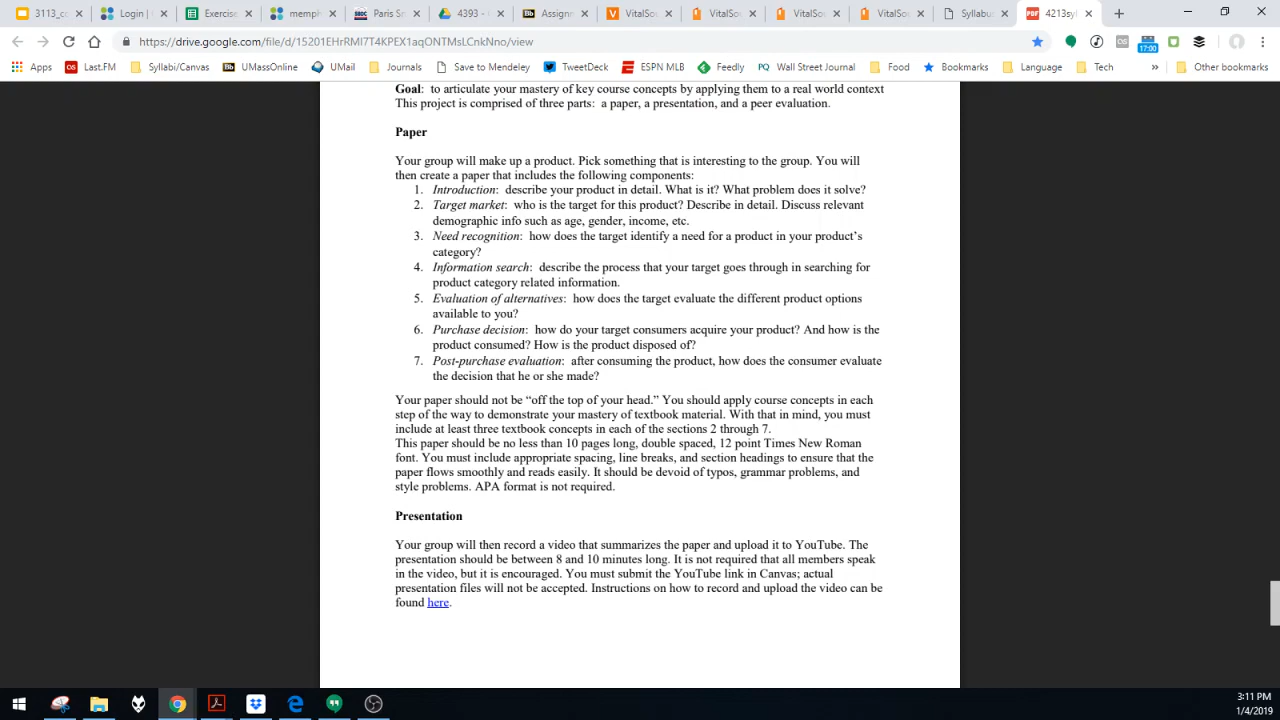 3113_c
Login
Exercise
memp
Paris S
4393 -
Assignm
VitalSo
VitalSo
VitalSo
VitalSo
Syllabus
4213sy
https://drive.google.com/file/d/15201EHrRMI7T4KPEX1aqONTMsLCnkNno/view
17:00
Apps
Last.FM
Syllabi/Canvas
UMassOnline
UMail
Journals
Save to Mendeley
TweetDeck
ESPN MLB
Feedly
Wall Street Journal
Food
Bookmarks
Language
Tech
»
Other bookmarks
Goal: to articulate your mastery of key course concepts by applying them to a real world context
This project is comprised of three parts: a paper, a presentation, and a peer evaluation.
Paper
Your group will make up a product. Pick something that is interesting to the group. You will
then create a paper that includes the following components:
1. Introduction: describe your product in detail. What is it? What problem does it solve?
2. Target market: who is the target for this product? Describe in detail. Discuss relevant
demographic info such as age, gender, income, etc.
3. Need recognition: how does the target identify a need for a product in your product's
category?
4. Information search: describe the process that your target goes through in searching for
product category related information.
5. Evaluation of alternatives: how does the target evaluate the different product options
available to you?
6. Purchase decision: how do your target consumers acquire your product? And how is the
product consumed? How is the product disposed of?
7. Post-purchase evaluation: after consuming the product, how does the consumer evaluate
the decision that he or she made?
Your paper should not be "off the top of your head." You should apply course concepts in each
step of the way to demonstrate your mastery of textbook material. With that in mind, you must
include at least three textbook concepts in each of the sections 2 through 7.
This paper should be no less than 10 pages long, double spaced, 12 point Times New Roman
font. You must include appropriate spacing, line breaks, and section headings to ensure that the
paper flows smoothly and reads easily. It should be devoid of typos, grammar problems, and
style problems. APA format is not required.
Presentation
Your group will then record a video that summarizes the paper and upload it to YouTube. The
presentation should be between 8 and 10 minutes long. It is not required that all members speak
in the video, but it is encouraged. You must submit the YouTube link in Canvas; actual
presentation files will not be accepted. Instructions on how to record and upload the video can be
found here.
3:11 PM
1/4/2019